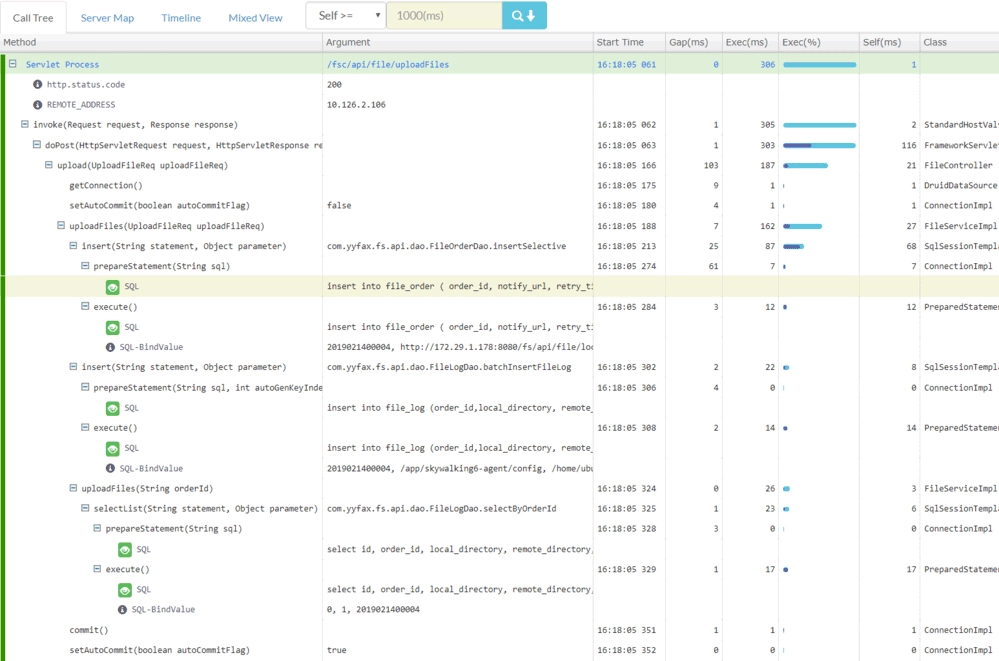 Call Tree Server Map Timeline Mixed View Self >= 1000(ms)
Method Argument Start Time Gap(ms) Exec(ms) Exec(%) Self(ms) Class
Servlet Process /fsc/api/file/uploadFiles 16:18:05 061 0 306 1
http.status.code 200
REMOTE_ADDRESS 10.126.2.106
invoke(Request request, Response response) 16:18:05 062 1 305 2 StandardHostValv
doPost(HttpServletRequest request, HttpServletResponse re 16:18:05 063 1 303 116 FrameworkServlet
upload(UploadFileReq uploadFileReq) 16:18:05 166 103 187 21 FileController
getConnection() 16:18:05 175 9 1 1 DruidDataSource
setAutoCommit(boolean autoCommitFlag) false 16:18:05 180 4 1 1 ConnectionImpl
uploadFiles(UploadFileReq uploadFileReq) 16:18:05 188 7 162 27 FileServiceImpl
insert(String statement, Object parameter) com.yyfax.fs.api.dao.FileOrderDao.insertSelective 16:18:05 213 25 87 68 SqlSessionTempla
prepareStatement(String sql) 16:18:05 274 61 7 7 ConnectionImpl
SQL insert into file_order ( order_id, notify_url, retry_ti
execute() 16:18:05 284 3 12 12 PreparedStatemen
SQL insert into file_order ( order_id, notify_url, retry_ti
SQL-BindValue 2019021400004, http://172.29.1.178:8080/fs/api/file/loc
insert(String statement, Object parameter) com.yyfax.fs.api.dao.FileLogDao.batchInsertFileLog 16:18:05 302 2 22 8 SqlSessionTempla
prepareStatement(String sql, int autoGenKeyInde 16:18:05 306 4 0 0 ConnectionImpl
SQL insert into file_log (order_id,local_directory, remote_
execute() 16:18:05 308 2 14 14 PreparedStatemen
SQL insert into file_log (order_id,local_directory, remote_
SQL-BindValue 2019021400004, /app/skywalking6-agent/config, /home/ubu
uploadFiles(String orderId) 16:18:05 324 0 26 3 FileServiceImpl
selectList(String statement, Object parameter) com.yyfax.fs.api.dao.FileLogDao.selectByOrderId 16:18:05 325 1 23 6 SqlSessionTempla
prepareStatement(String sql) 16:18:05 328 3 0 0 ConnectionImpl
SQL select id, order_id, local_directory, remote_directory,
execute() 16:18:05 329 1 17 17 PreparedStatemen
SQL select id, order_id, local_directory, remote_directory,
SQL-BindValue 0, 1, 2019021400004
commit() 16:18:05 351 1 1 1 ConnectionImpl
setAutoCommit(boolean autoCommitFlag) true 16:18:05 352 0 0 0 ConnectionImpl